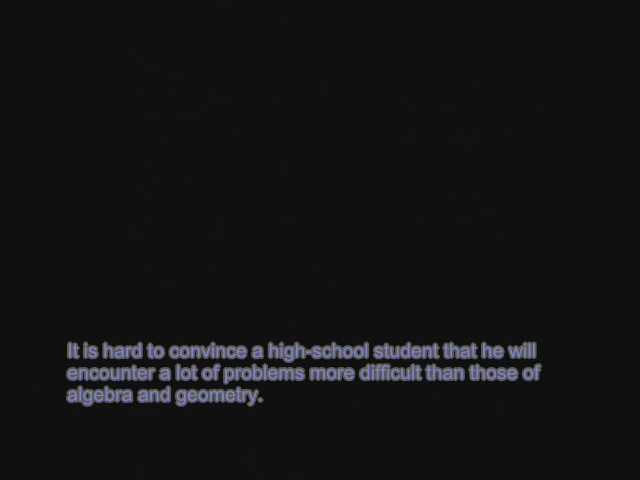 It is hard to convince a high-school student that he will
encounter a lot of problems more difficult than those of
algebra and geometry.